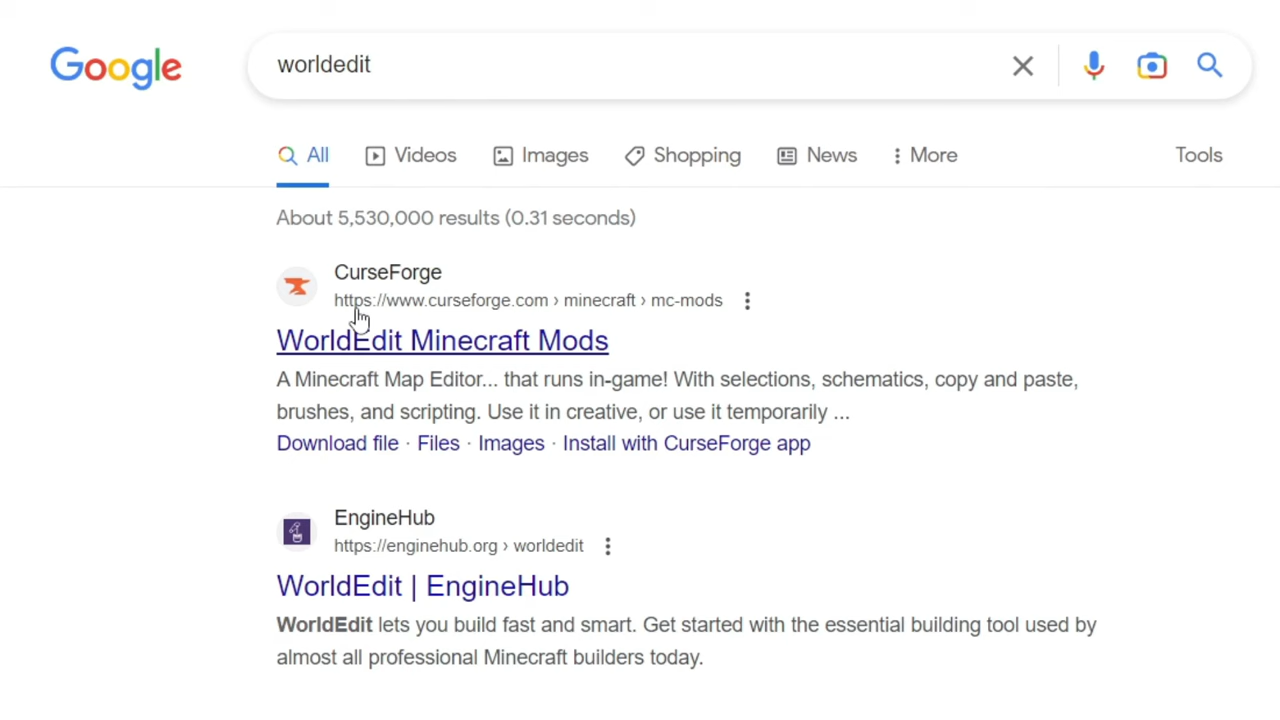 Google
worldedit
All
Videos
Images
Shopping
News
More
Tools
About 5,530,000 results (0.31 seconds)
CurseForge
https://www.curseforge.com › minecraft › mc-mods
WorldEdit Minecraft Mods
A Minecraft Map Editor... that runs in-game! With selections, schematics, copy and paste,
brushes, and scripting. Use it in creative, or use it temporarily ...
Download file · Files · Images · Install with CurseForge app
EngineHub
https://enginehub.org › worldedit
WorldEdit | EngineHub
WorldEdit lets you build fast and smart. Get started with the essential building tool used by
almost all professional Minecraft builders today.